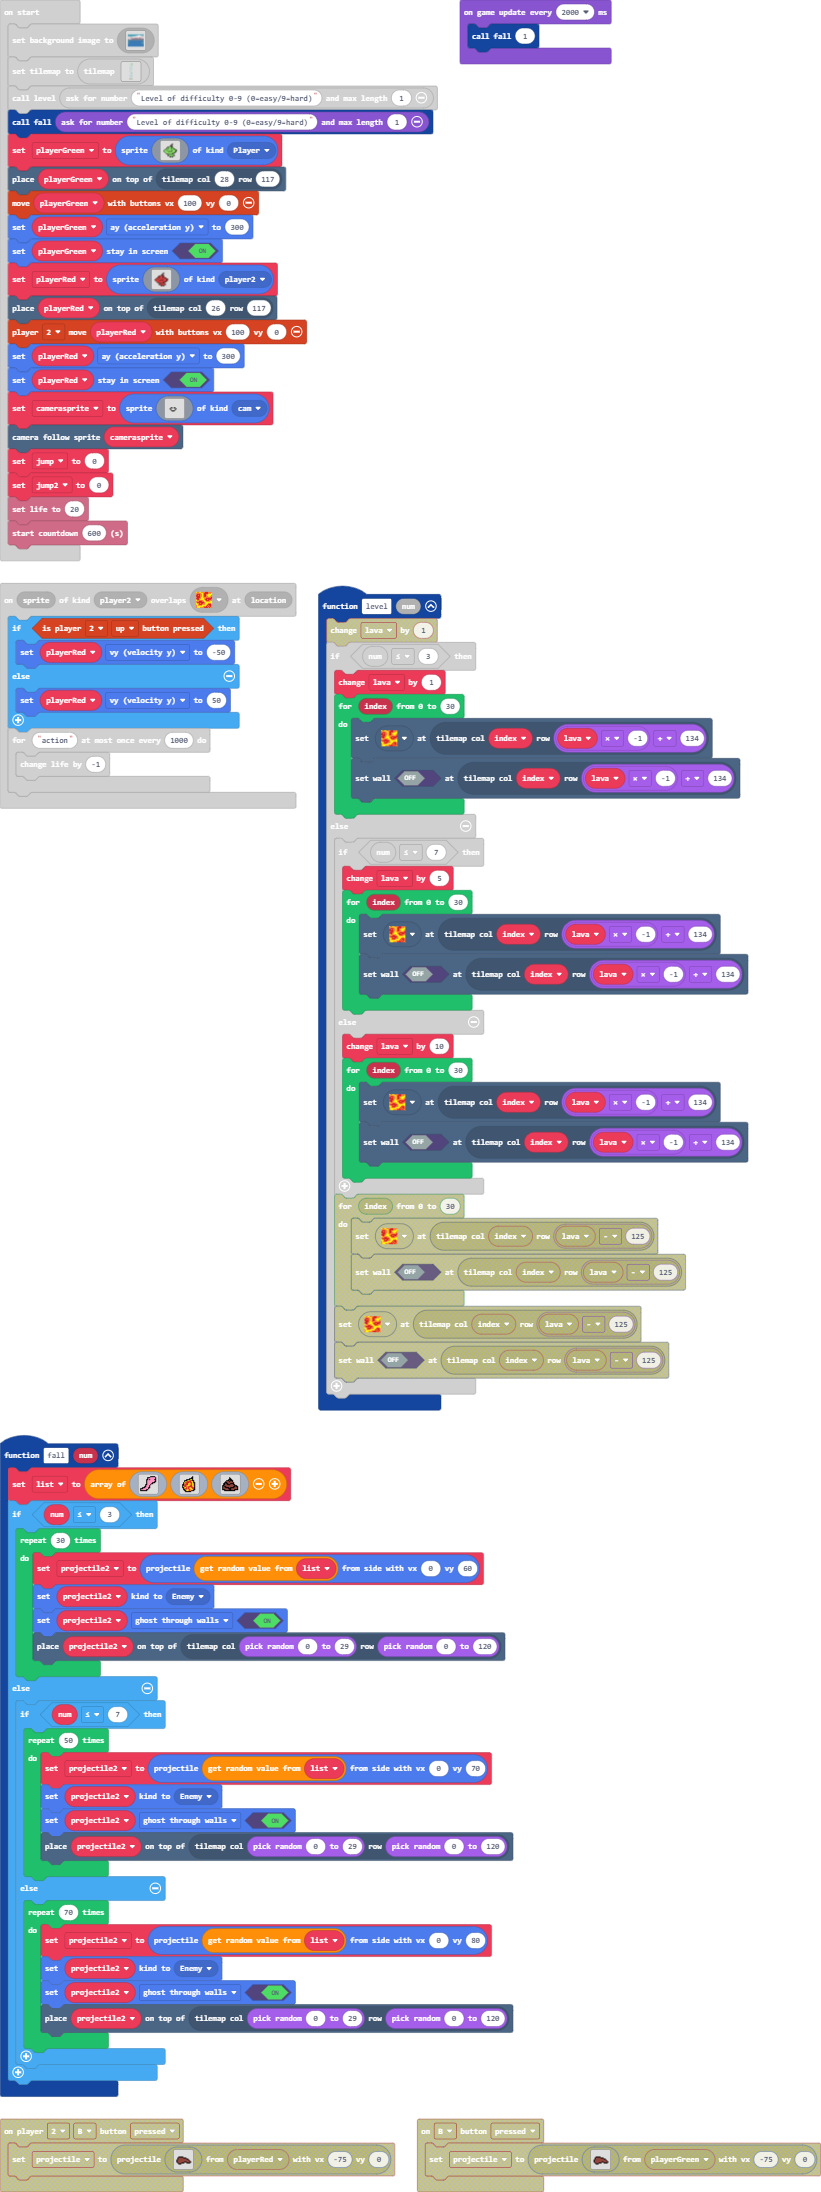 on start
set background image to
set tilemap to tilemap
call level ask for number "Level of difficulty 0-9 (0=easy/9=hard)" and max length 1
call fall ask for number "Level of difficulty 0-9 (0=easy/9=hard)" and max length 1
set playerGreen to sprite of kind Player
place playerGreen on top of tilemap col 28 row 117
move playerGreen with buttons vx 100 vy 0
set playerGreen ay (acceleration y) to 300
set playerGreen stay in screen ON
set playerRed to sprite of kind player2
place playerRed on top of tilemap col 26 row 117
player 2 move playerRed with buttons vx 100 vy 0
set playerRed ay (acceleration y) to 300
set playerRed stay in screen ON
set camerasprite to sprite of kind cam
camera follow sprite camerasprite
set jump to 0
set jump2 to 0
set life to 20
start countdown 600 (s)
on game update every 2000 ms
call fall 1
on sprite of kind player2 overlaps at location
if is player 2 up button pressed then
set playerRed vy (velocity y) to -50
else
set playerRed vy (velocity y) to 50
for "action" at most once every 1000 do
change life by -1
function level num
change lava by 1
if num ≤ 3 then
change lava by 1
for index from 0 to 30
do
set at tilemap col index row lava × -1 + 134
set wall OFF at tilemap col index row lava × -1 + 134
else
if num ≤ 7 then
change lava by 5
for index from 0 to 30
do
set at tilemap col index row lava × -1 + 134
set wall OFF at tilemap col index row lava × -1 + 134
else
change lava by 10
for index from 0 to 30
do
set at tilemap col index row lava × -1 + 134
set wall OFF at tilemap col index row lava × -1 + 134
for index from 0 to 30
do
set at tilemap col index row lava - 125
set wall OFF at tilemap col index row lava - 125
set at tilemap col index row lava - 125
set wall OFF at tilemap col index row lava - 125
function fall num
set list to array of
if num ≤ 3 then
repeat 30 times
do
set projectile2 to projectile get random value from list from side with vx 0 vy 60
set projectile2 kind to Enemy
set projectile2 ghost through walls ON
place projectile2 on top of tilemap col pick random 0 to 29 row pick random 0 to 120
else
if num ≤ 7 then
repeat 50 times
do
set projectile2 to projectile get random value from list from side with vx 0 vy 70
set projectile2 kind to Enemy
set projectile2 ghost through walls ON
place projectile2 on top of tilemap col pick random 0 to 29 row pick random 0 to 120
else
repeat 70 times
do
set projectile2 to projectile get random value from list from side with vx 0 vy 80
set projectile2 kind to Enemy
set projectile2 ghost through walls ON
place projectile2 on top of tilemap col pick random 0 to 29 row pick random 0 to 120
on player 2 B button pressed
set projectile to projectile from playerRed with vx -75 vy 0
on B button pressed
set projectile to projectile from playerGreen with vx -75 vy 0